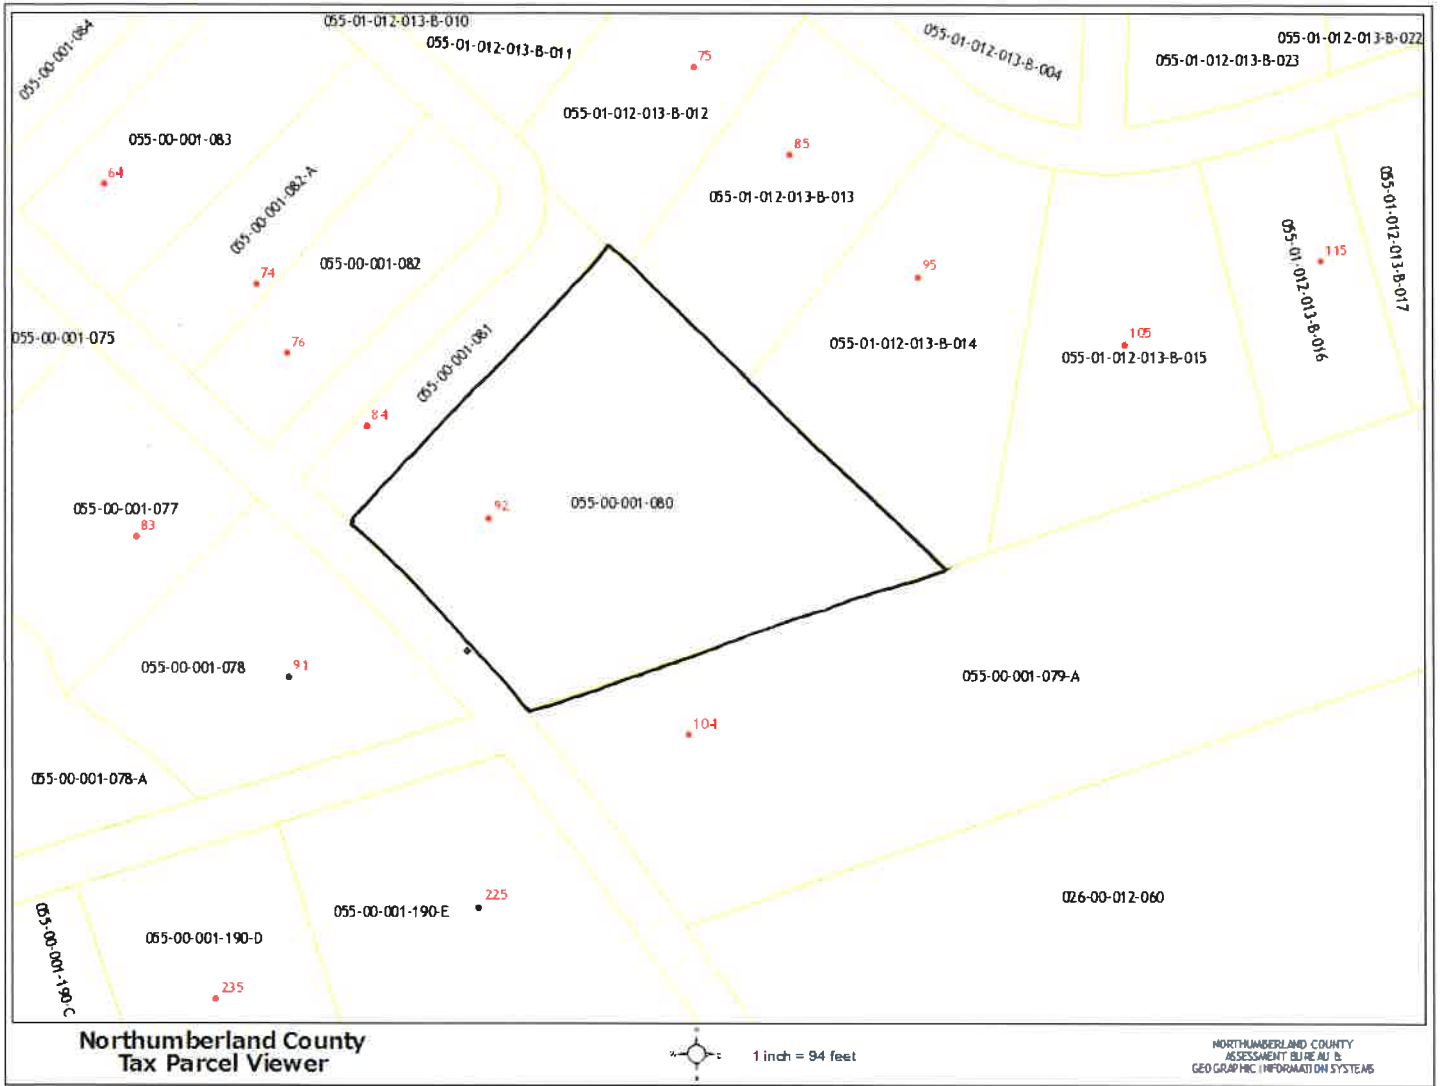 055-00-001-084
055-01-012-013-B-010
055-01-012-013-B-011
75
055-01-012-013-B-004
055-01-012-013-B-022
055-01-012-013-B-023
055-01-012-013-B-012
055-00-001-083
64
85
055-01-012-013-B-013
055-01-012-013-B-017
055-00-001-082-A
055-01-012-013-B-016
115
74
055-00-001-082
95
055-00-001-075
76
055-00-001-081
055-01-012-013-B-014
105
055-01-012-013-B-015
84
055-00-001-077
83
92
055-00-001-080
055-00-001-078
91
055-00-001-079-A
104
055-00-001-078-A
055-00-001-190-C
055-00-001-190-D
235
055-00-001-190-E
225
026-00-012-060
Northumberland County
Tax Parcel Viewer
1 inch = 94 feet
NORTHUMBERLAND COUNTY
ASSESSMENT BUREAU &
GEOGRAPHIC INFORMATION SYSTEMS